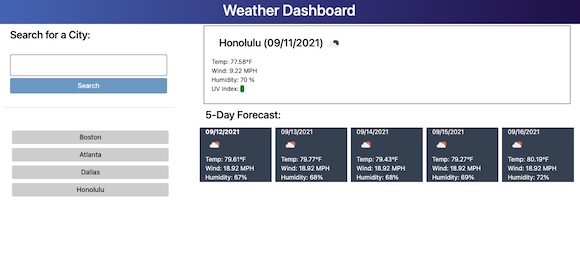 Weather Dashboard
Search for a City:
Search
Boston
Atlanta
Dallas
Honolulu
Honolulu (09/11/2021)
Temp: 77.58°F
Wind: 9.22 MPH
Humidity: 70 %
UV Index:
5-Day Forecast:
09/12/2021
Temp: 79.61°F
Wind: 18.92 MPH
Humidity: 67%
09/13/2021
Temp: 79.77°F
Wind: 18.92 MPH
Humidity: 68%
09/14/2021
Temp: 79.43°F
Wind: 18.92 MPH
Humidity: 68%
09/15/2021
Temp: 79.27°F
Wind: 18.92 MPH
Humidity: 69%
09/16/2021
Temp: 80.19°F
Wind: 18.92 MPH
Humidity: 72%